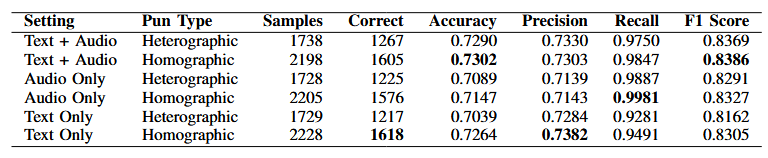 Setting Pun Type Samples Correct Accuracy Precision Recall F1 Score
Text + Audio Heterographic 1738 1267 0.7290 0.7330 0.9750 0.8369
Text + Audio Homographic 2198 1605 0.7302 0.7303 0.9847 0.8386
Audio Only Heterographic 1728 1225 0.7089 0.7139 0.9887 0.8291
Audio Only Homographic 2205 1576 0.7147 0.7143 0.9981 0.8327
Text Only Heterographic 1729 1217 0.7039 0.7284 0.9281 0.8162
Text Only Homographic 2228 1618 0.7264 0.7382 0.9491 0.8305